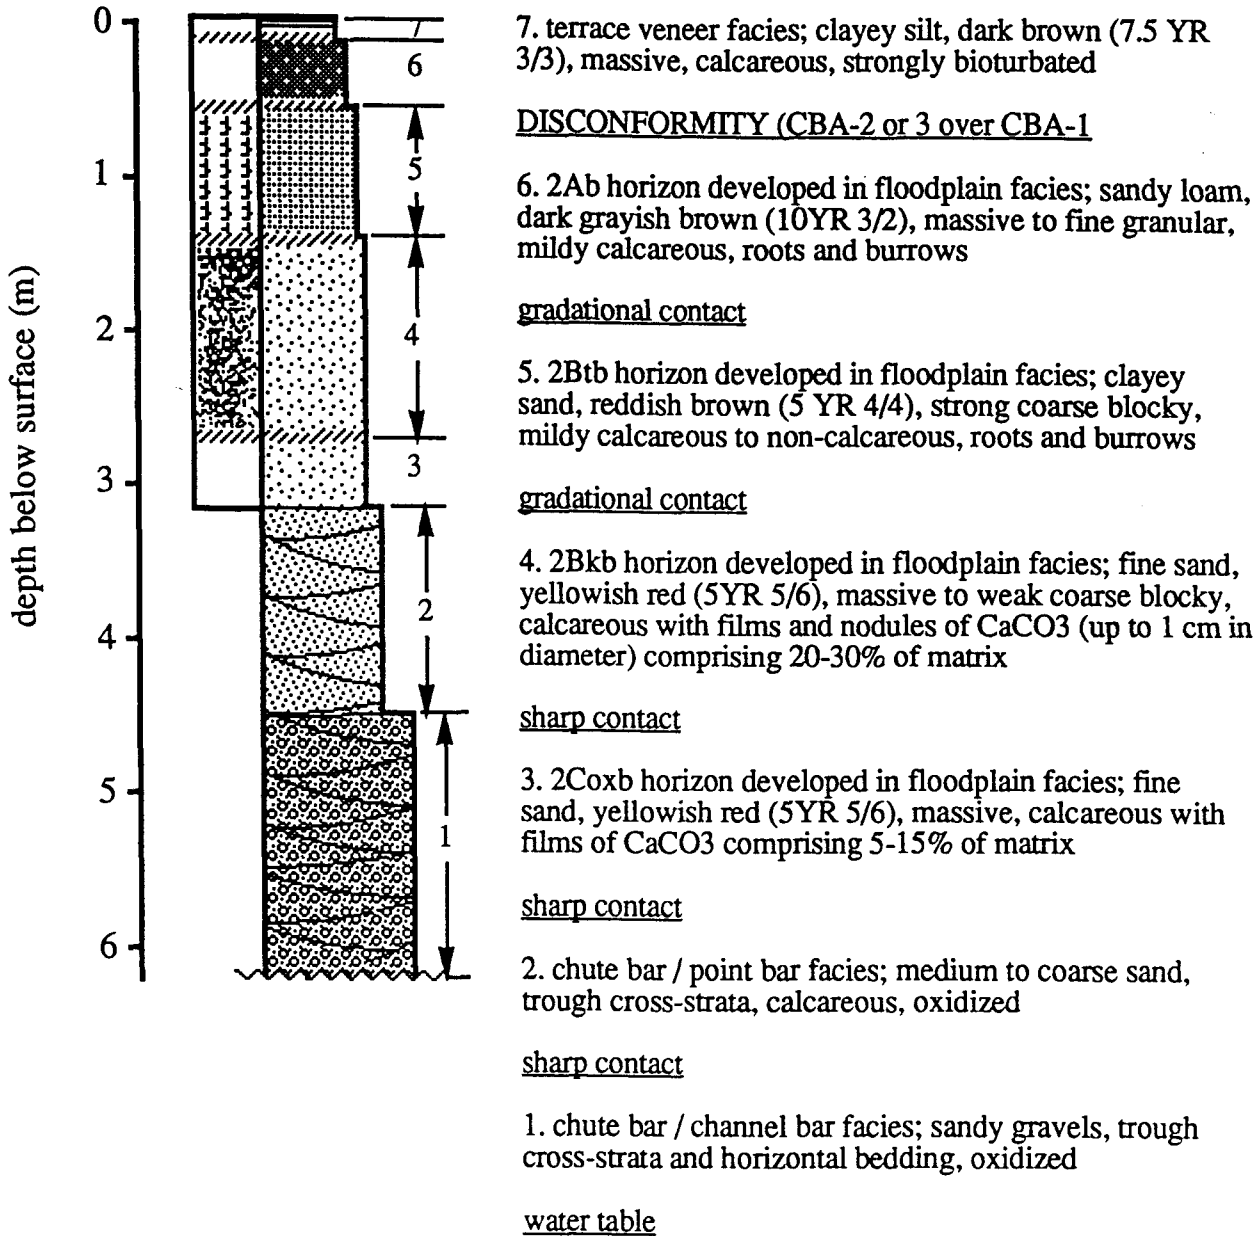 0
1
2
3
4
5
6
depth below surface (m)
7
6
5
4
3
2
1
7. terrace veneer facies; clayey silt, dark brown (7.5 YR
3/3), massive, calcareous, strongly bioturbated
DISCONFORMITY (CBA-2 or 3 over CBA-1
6. 2Ab horizon developed in floodplain facies; sandy loam,
dark grayish brown (10YR 3/2), massive to fine granular,
mildy calcareous, roots and burrows
gradational contact
5. 2Btb horizon developed in floodplain facies; clayey
sand, reddish brown (5 YR 4/4), strong coarse blocky,
mildy calcareous to non-calcareous, roots and burrows
gradational contact
4. 2Bkb horizon developed in floodplain facies; fine sand,
yellowish red (5YR 5/6), massive to weak coarse blocky,
calcareous with films and nodules of CaCO3 (up to 1 cm in
diameter) comprising 20-30% of matrix
sharp contact
3. 2Coxb horizon developed in floodplain facies; fine
sand, yellowish red (5YR 5/6), massive, calcareous with
films of CaCO3 comprising 5-15% of matrix
sharp contact
2. chute bar / point bar facies; medium to coarse sand,
trough cross-strata, calcareous, oxidized
sharp contact
1. chute bar / channel bar facies; sandy gravels, trough
cross-strata and horizontal bedding, oxidized
water table